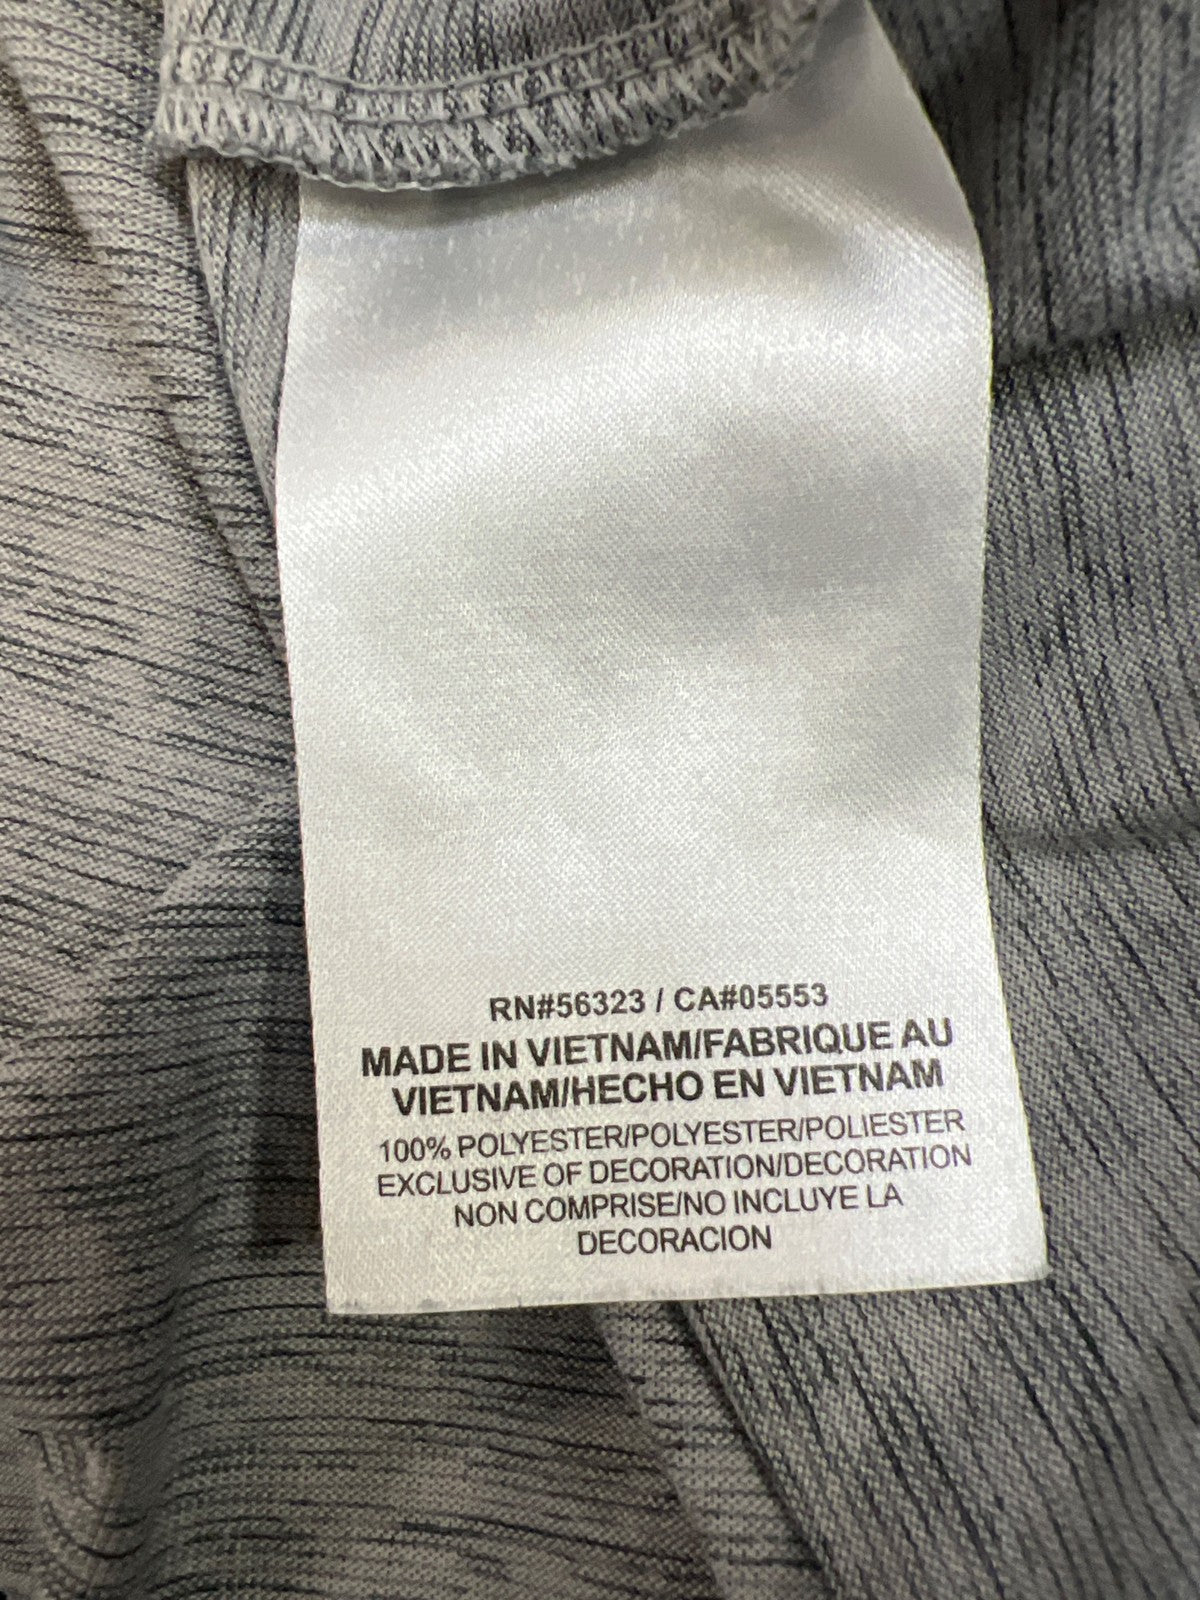 RN#56323 / CA#05553
MADE IN VIETNAM/FABRIQUE AU
VIETNAM/HECHO EN VIETNAM
100% POLYESTER/POLYESTER/POLIESTER
EXCLUSIVE OF DECORATION/DECORATION
NON COMPRISE/NO INCLUYE LA
DECORACION